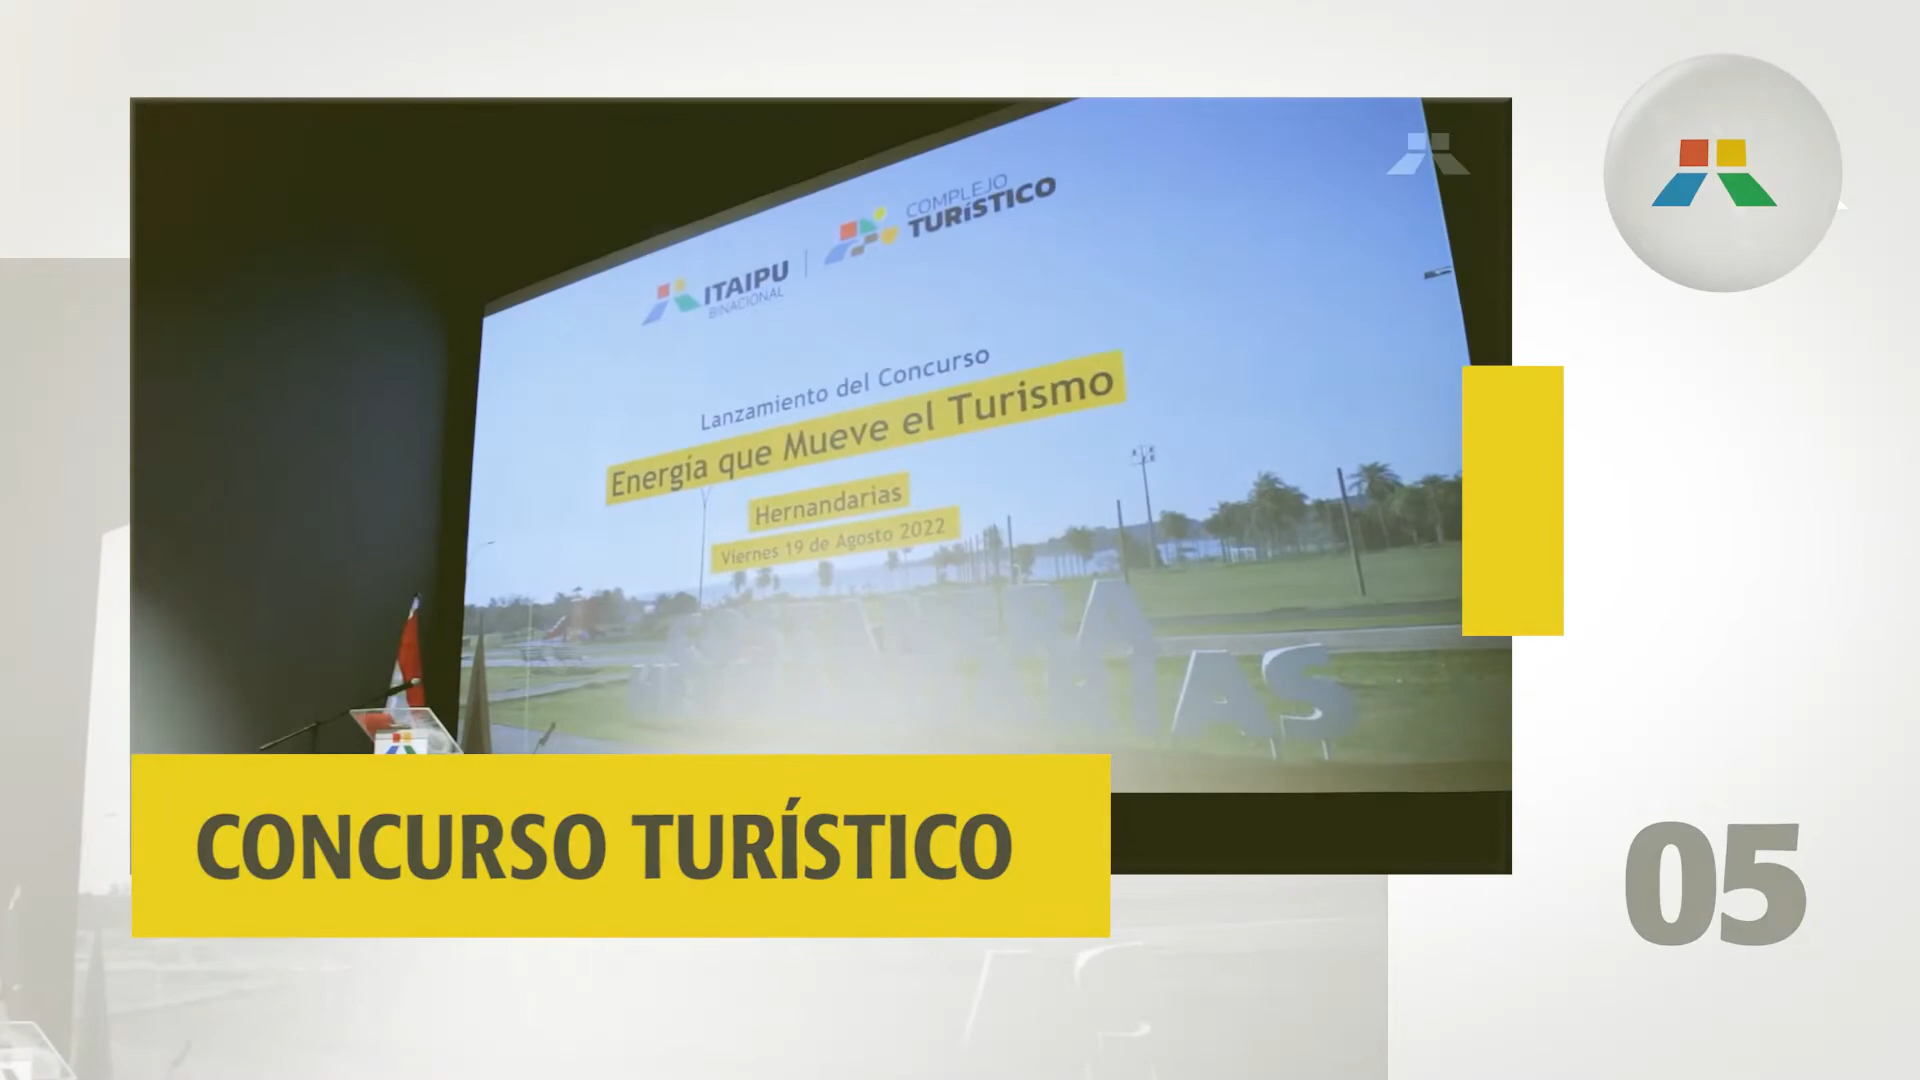 COMPLEJO
TURÍSTICO
ITAIPU
BINACIONAL
Lanzamiento del Concurso
Energía que Mueve el Turismo
Hernandarias
Viernes 19 de Agosto 2022
CONCURSO TURÍSTICO
05